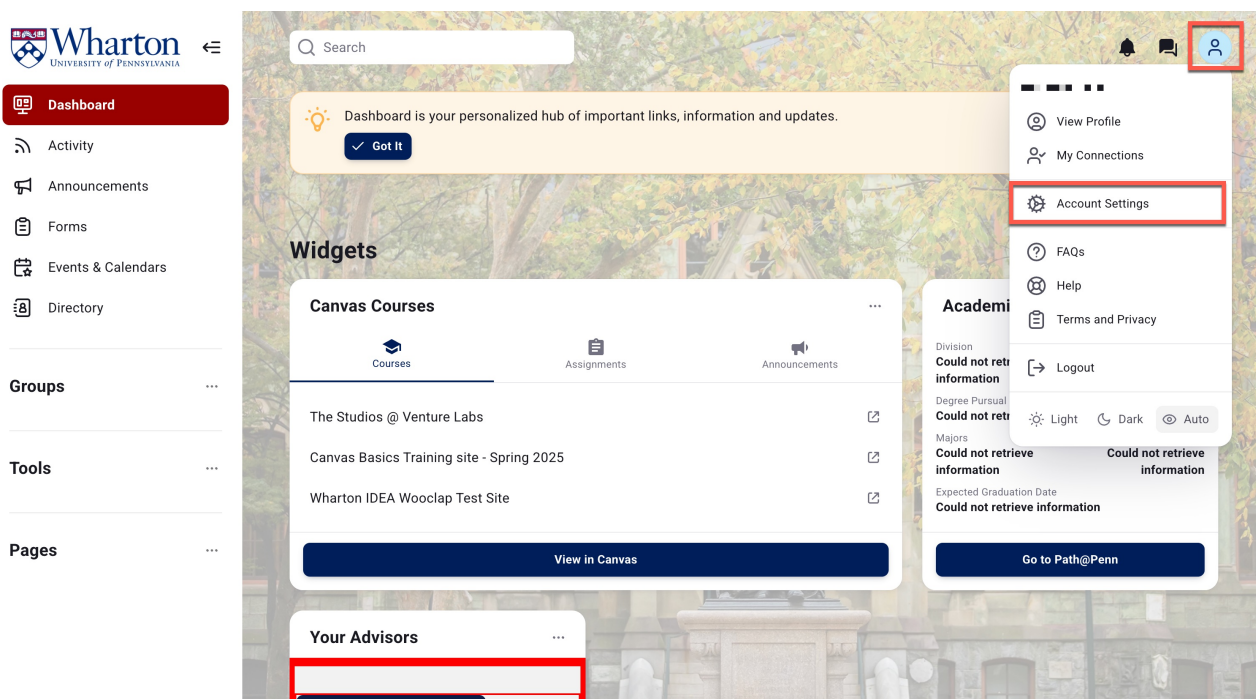 Wharton
UNIVERSITY of PENNSYLVANIA
Search
Dashboard
Activity
Announcements
Forms
Events & Calendars
Directory
Groups
Tools
Pages
Dashboard is your personalized hub of important links, information and updates.
Got It
Widgets
Canvas Courses
Courses
Assignments
Announcements
The Studios @ Venture Labs
Canvas Basics Training site - Spring 2025
Wharton IDEA Wooclap Test Site
View in Canvas
Academi
Division
Could not retr
information
Degree Pursual
Could not retr
Majors
Could not retrieve
information
Could not retrieve
information
Expected Graduation Date
Could not retrieve information
Go to Path@Penn
View Profile
My Connections
Account Settings
FAQs
Help
Terms and Privacy
Logout
Light
Dark
Auto
Your Advisors